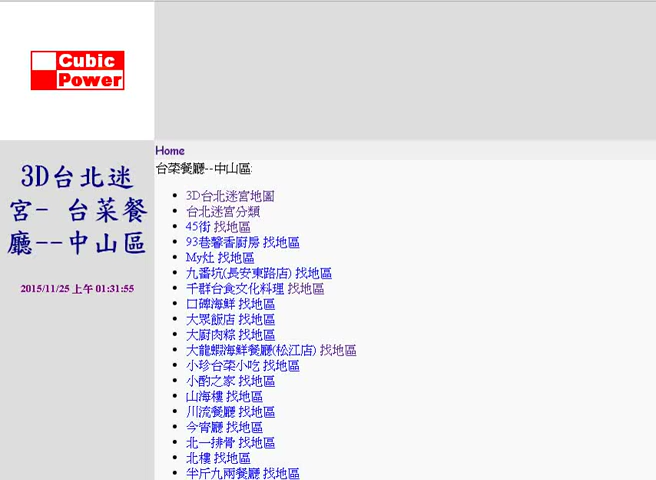 Cubic
Power
3D台北迷
宮- 台菜餐
廳--中山區
2015/11/25 上午 01:31:55
Home
台菜餐廳--中山區:
3D台北迷宮地圖
台北迷宮分類
45街 找地區
93巷馨香廚房 找地區
My灶 找地區
九番坑(長安東路店) 找地區
千群台食文化料理 找地區
口碑海鮮 找地區
大眾飯店 找地區
大廚肉粽 找地區
大龍蝦海鮮餐廳(松江店) 找地區
小珍台菜小吃 找地區
小酌之家 找地區
山海樓 找地區
川流餐廳 找地區
今宵廳 找地區
北一排骨 找地區
北樓 找地區
半斤九兩餐廳 找地區